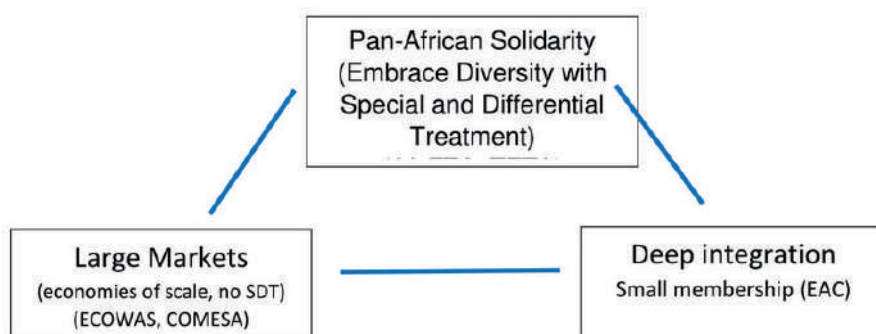 Pan-African Solidarity
(Embrace Diversity with
Special and Differential
Treatment)
Large Markets
(economies of scale, no SDT)
(ECOWAS, COMESA)
Deep integration
Small membership (EAC)